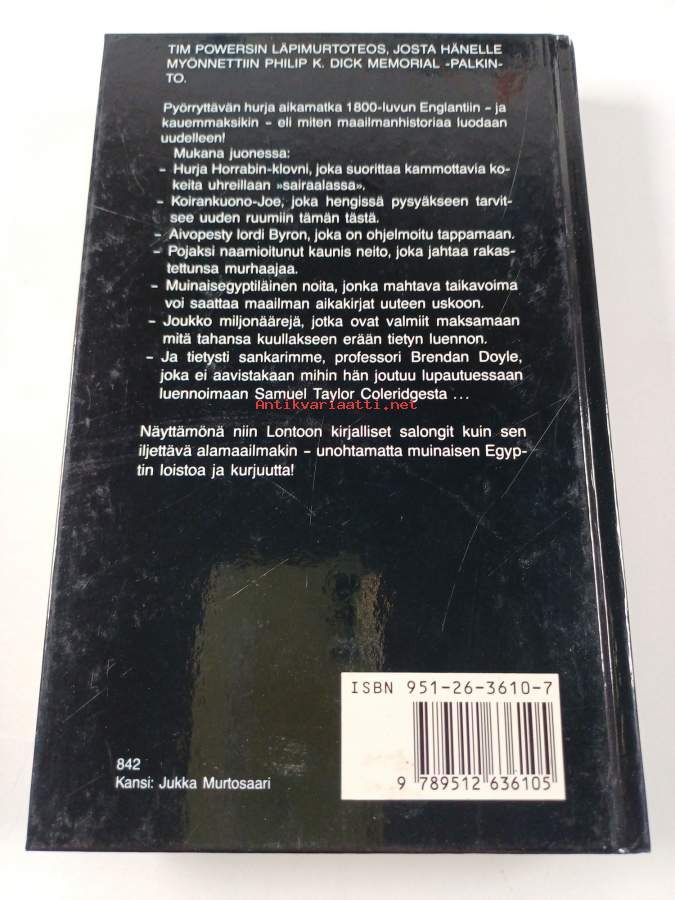 TIM POWERSIN LÄPIMURTOTEOS, JOSTA HÄNELLE
MYÖNNETTIIN PHILIP K. DICK MEMORIAL -PALKIN-
TO.
Pyörryttävän hurja aikamatka 1800-luvun Englantiin – ja
kauemmaksikin – eli miten maailmanhistoriaa luodaan
uudelleen!
Mukana juonessa:
– Hurja Horrabin-klovni, joka suorittaa kammottavia ko-
keita uhreillaan »sairaalassa».
– Koirankuono-Joe, joka hengissä pysyäkseen tarvit-
see uuden ruumiin tämän tästä.
– Aivopesty lordi Byron, joka on ohjelmoitu tappamaan.
– Pojaksi naamioitunut kaunis neito, joka jahtaa rakas-
tettunsa murhaajaa.
– Muinaisegyptiläinen noita, jonka mahtava taikavoima
voi saattaa maailman aikakirjat uuteen uskoon.
– Joukko miljonäärejä, jotka ovat valmiit maksamaan
mitä tahansa kuullakseen erään tietyn luennon.
– Ja tietysti sankarimme, professori Brendan Doyle,
joka ei aavistakaan mihin hän joutuu lupautuessaan
luennoimaan Samuel Taylor Coleridgesta ...
Antikvariaatti.net
Näyttämönä niin Lontoon kirjalliset salongit kuin sen
iljettävä alamaailmakin – unohtamatta muinaisen Egyp-
tin loistoa ja kurjuutta!
ISBN 951-26-3610-7
9 789512 636105
842
Kansi: Jukka Murtosaari